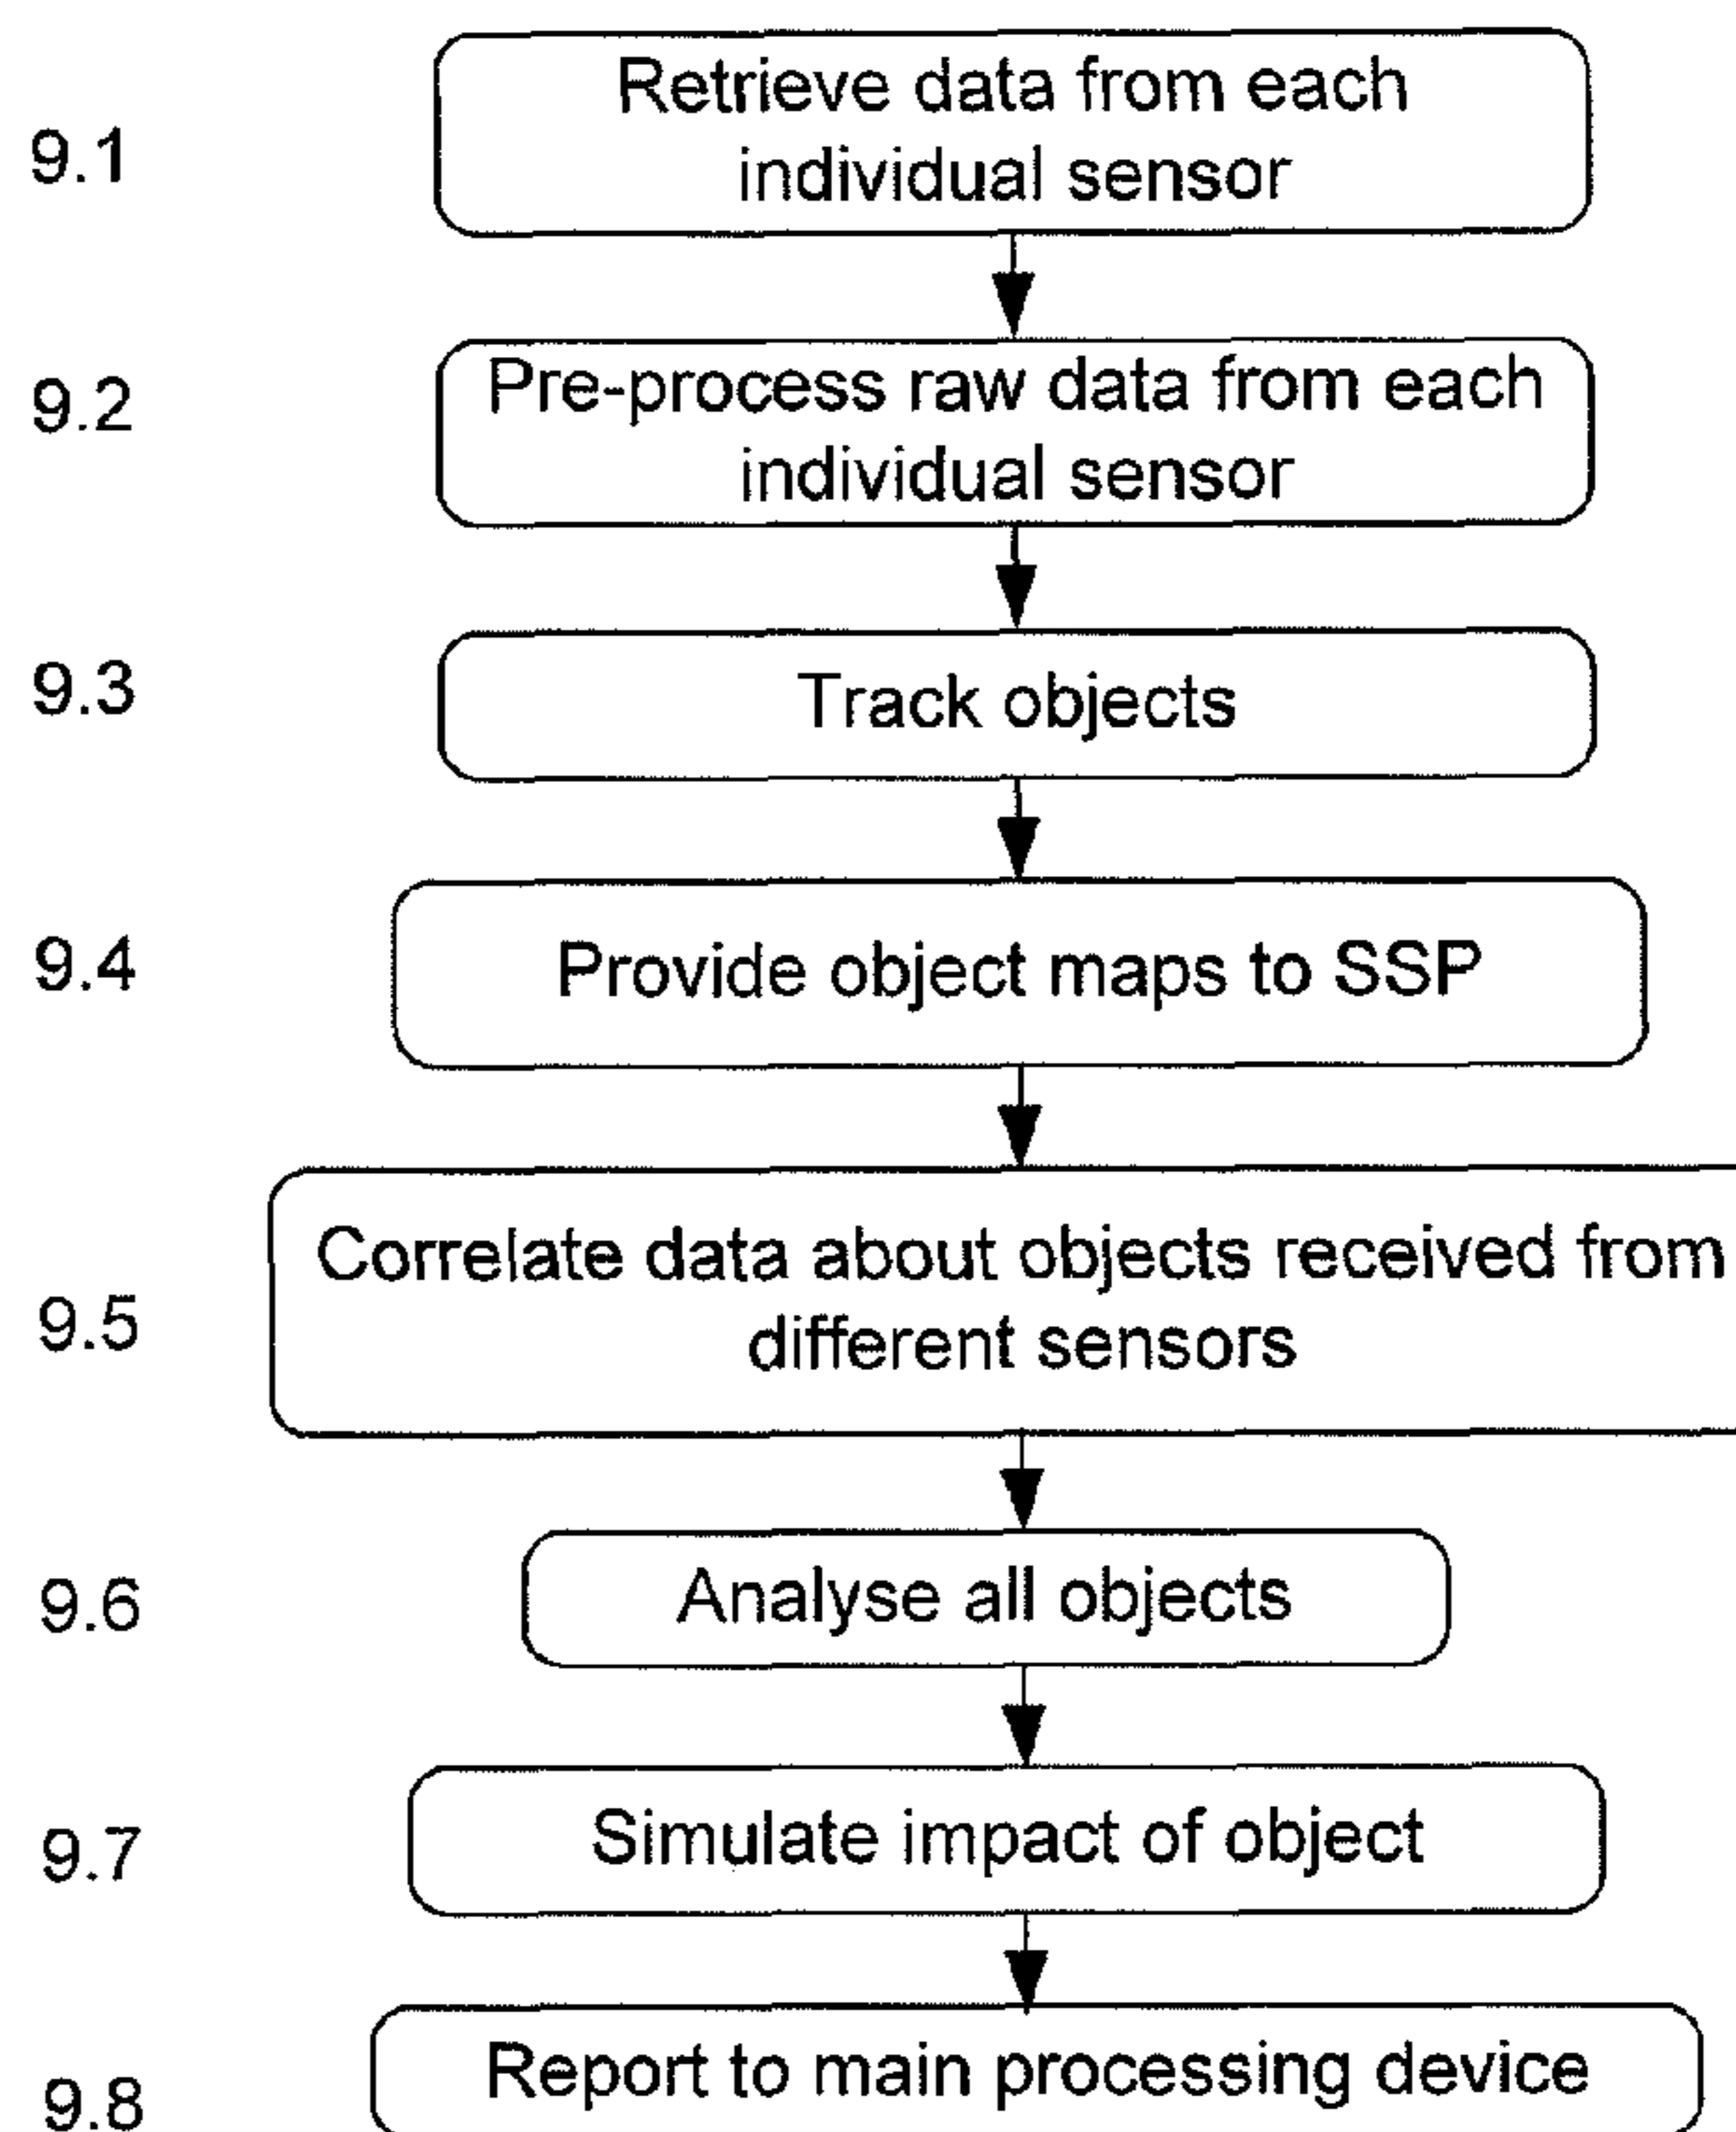 Retrieve data from each
9.1
individual sensor
9.2
Pre-process raw data from each
individual sensor
9.3
Track objects
9.4
Provide object maps to SSP
Correlate data about objects received from
9.5
different sensors
9.6
Analyse all objects
9.7
Simulate impact of object
9.8
Report to main processing device